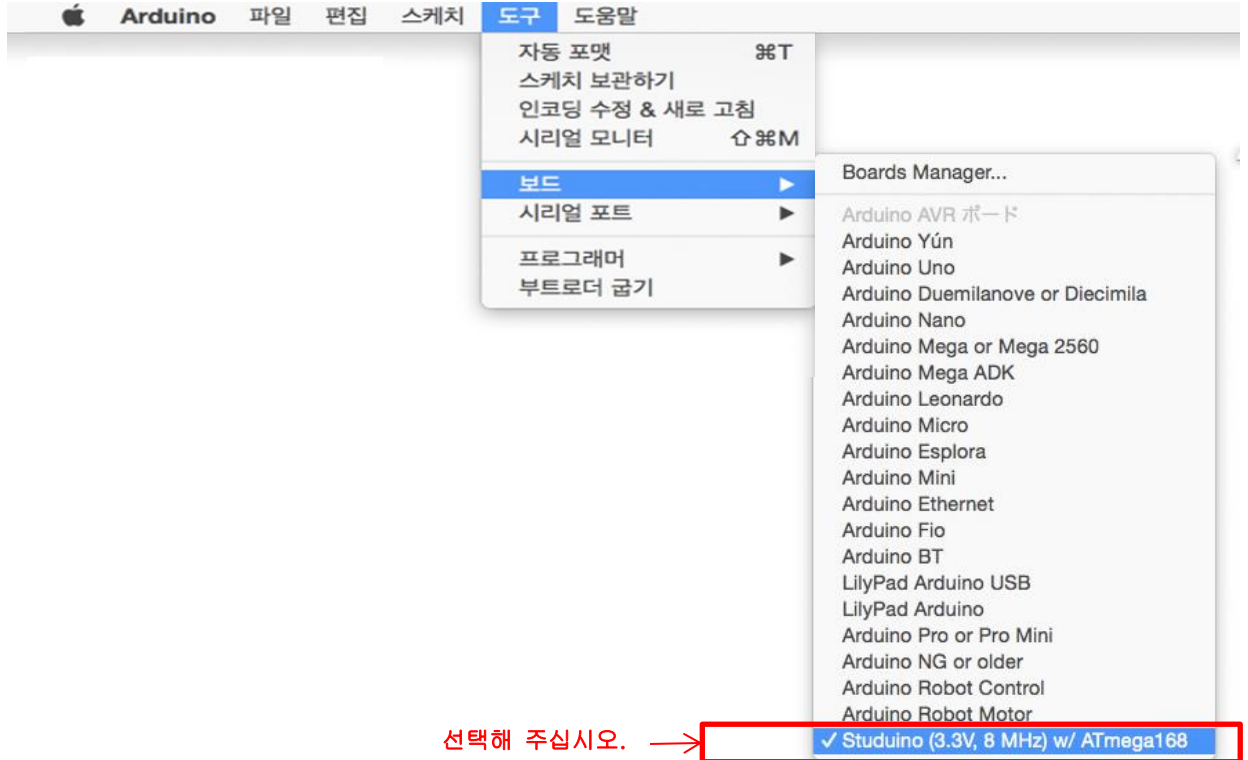 Arduino 파일 편집 스케치 도구 도움말
자동 포맷 ⌘T
스케치 보관하기
인코딩 수정 & 새로 고침
시리얼 모니터 ⇧⌘M
보드 ▶
시리얼 포트 ▶
프로그래머 ▶
부트로더 굽기
Boards Manager...
Arduino AVR ボード
Arduino Yún
Arduino Uno
Arduino Duemilanove or Diecimila
Arduino Nano
Arduino Mega or Mega 2560
Arduino Mega ADK
Arduino Leonardo
Arduino Micro
Arduino Esplora
Arduino Mini
Arduino Ethernet
Arduino Fio
Arduino BT
LilyPad Arduino USB
LilyPad Arduino
Arduino Pro or Pro Mini
Arduino NG or older
Arduino Robot Control
Arduino Robot Motor
선택해 주십시오.
✓ Studuino (3.3V, 8 MHz) w/ ATmega168